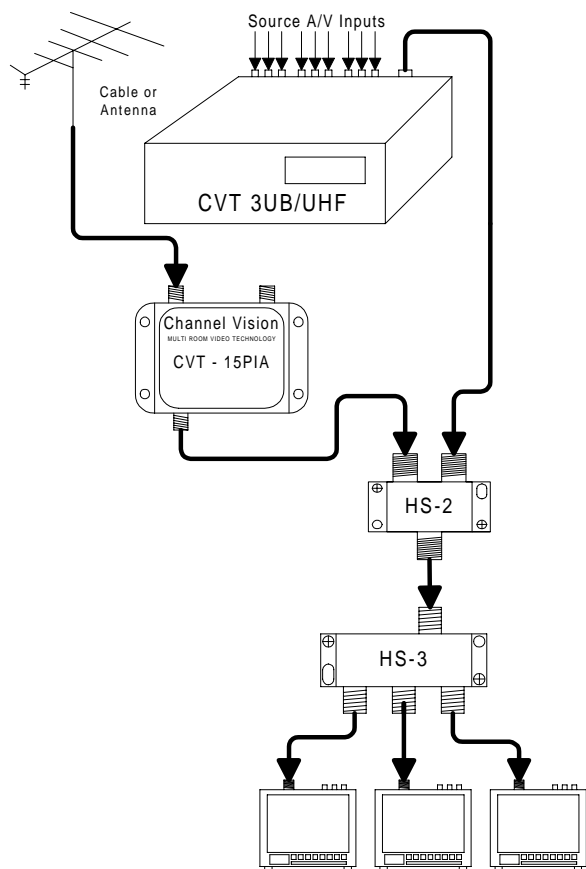 Source A/V Inputs
Cable or
Antenna
CVT 3UB/UHF
Channel Vision
MULTI ROOM VIDEO TECHNOLOGY
CVT - 15PIA
HS-2
HS-3